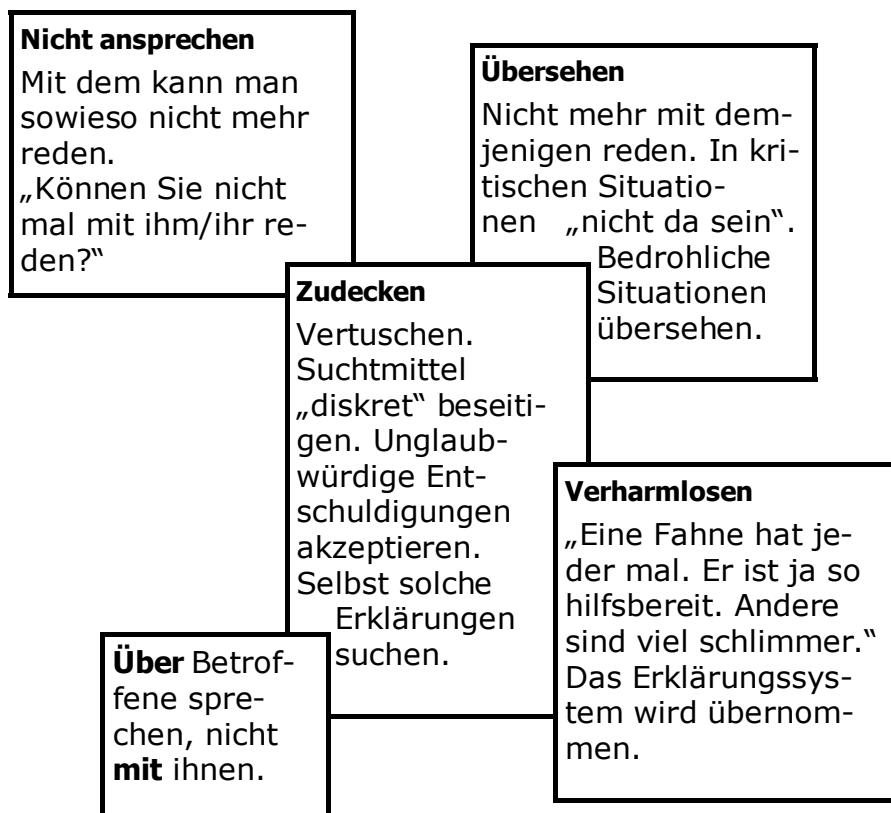 Nicht ansprechen
Mit dem kann man
sowieso nicht mehr
reden.
„Können Sie nicht
mal mit ihm/ihr re-
den?“
Übersehen
Nicht mehr mit dem-
jenigen reden. In kri-
tischen Situatio-
nen „nicht da sein“.
Bedrohliche
Situationen
übersehen.
Zudecken
Vertuschen.
Suchtmittel
„diskret“ beseiti-
gen. Unglaub-
würdige Ent-
schuldigungen
akzeptieren.
Selbst solche
Erklärungen
suchen.
Verharmlosen
„Eine Fahne hat je-
der mal. Er ist ja so
hilfsbereit. Andere
sind viel schlimmer.“
Das Erklärungssys-
tem wird übernom-
men.
Über Betrof-
fene spre-
chen, nicht
mit ihnen.